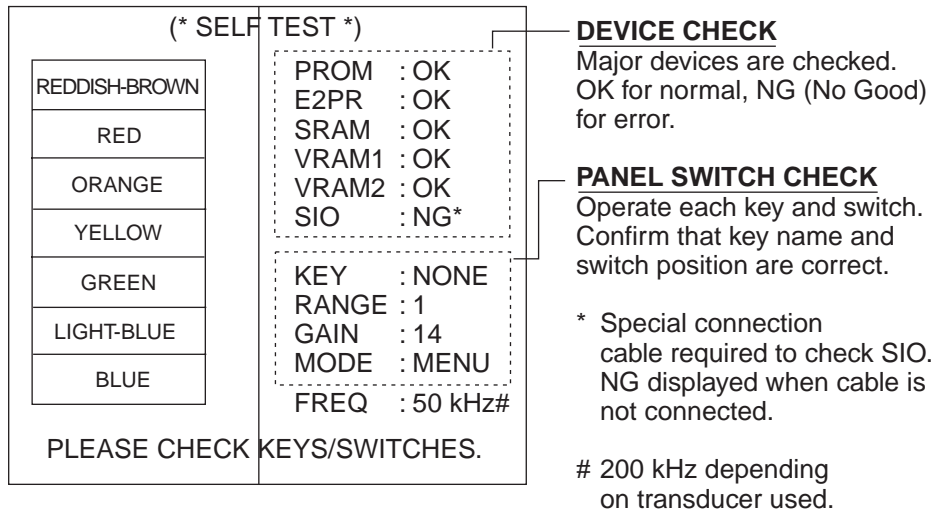 (* SELF TEST *)
REDDISH-BROWN
RED
ORANGE
YELLOW
GREEN
LIGHT-BLUE
BLUE
PROM : OK
E2PR : OK
SRAM : OK
VRAM1 : OK
VRAM2 : OK
SIO : NG*
KEY : NONE
RANGE : 1
GAIN : 14
MODE : MENU
FREQ : 50 kHz#
PLEASE CHECK KEYS/SWITCHES.
DEVICE CHECK
Major devices are checked.
OK for normal, NG (No Good)
for error.
PANEL SWITCH CHECK
Operate each key and switch.
Confirm that key name and
switch position are correct.
* Special connection
cable required to check SIO.
NG displayed when cable is
not connected.
# 200 kHz depending
on transducer used.